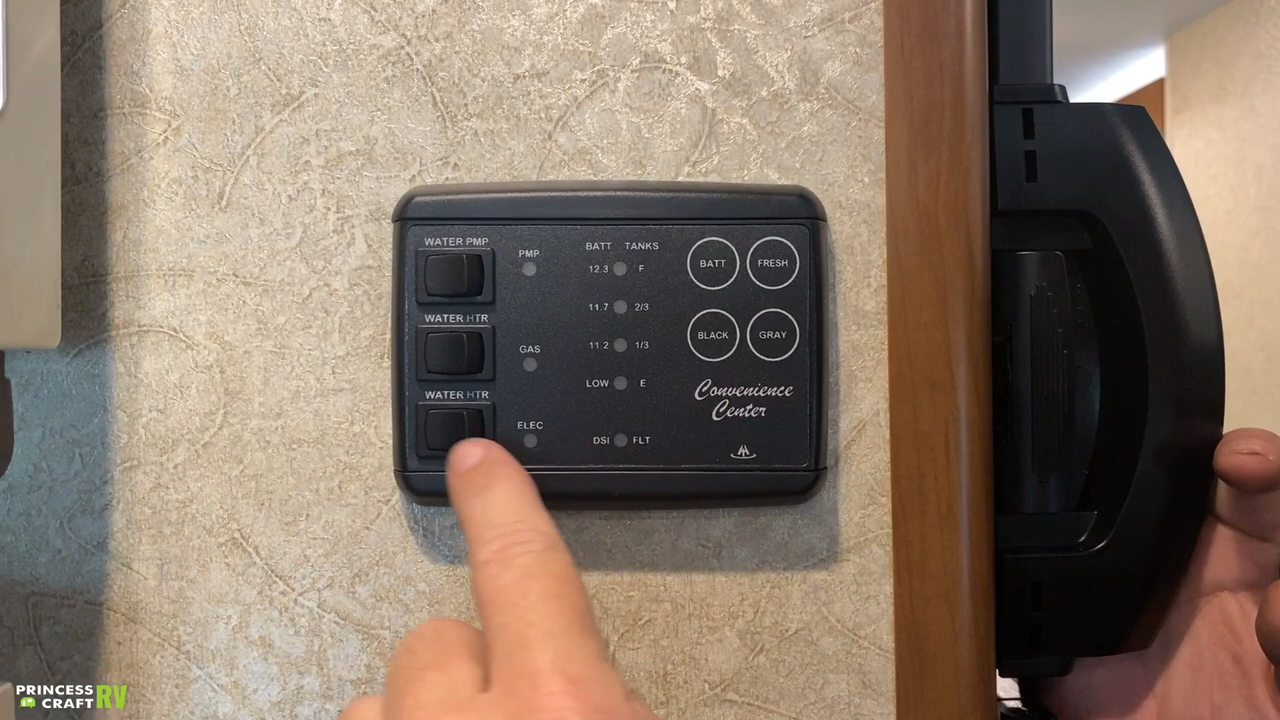 WATER PMP
PMP
WATER HTR
GAS
WATER HTR
ELEC
BATT TANKS
12.3 F
11.7 2/3
11.2 1/3
LOW E
DSI FLT
BATT
FRESH
BLACK
GRAY
Convenience
Center
PRINCESS
CRAFT RV